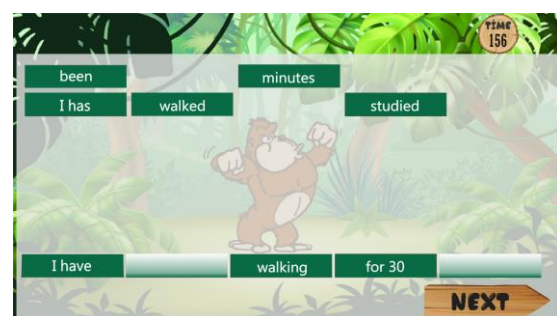 TIME
156
been minutes
I has walked studied
I have walking for 30
NEXT